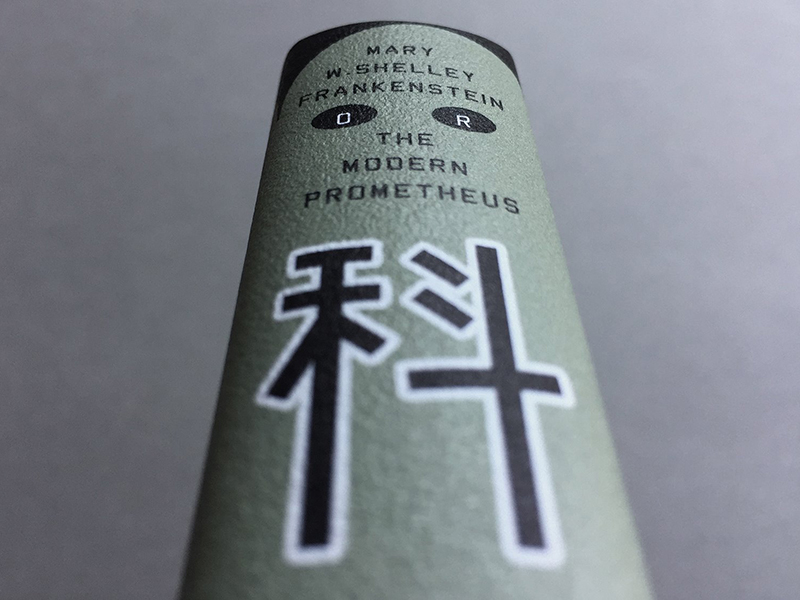 MARY
W. SHELLEY
FRANKENSTEIN
O R
THE
MODERN
PROMETHEUS
科